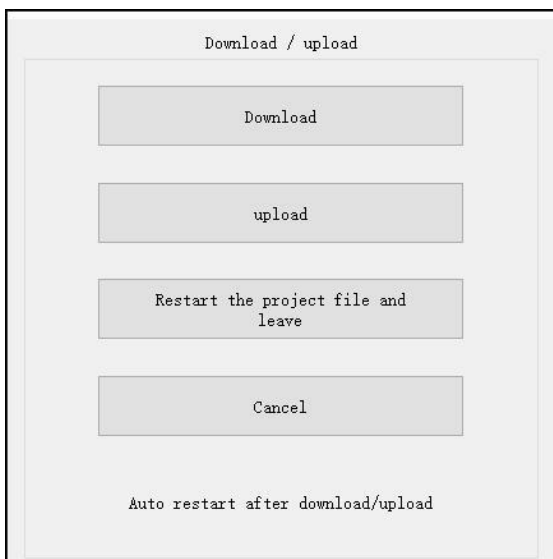 Download / upload
Download
upload
Restart the project file and
leave
Cancel
Auto restart after download/upload